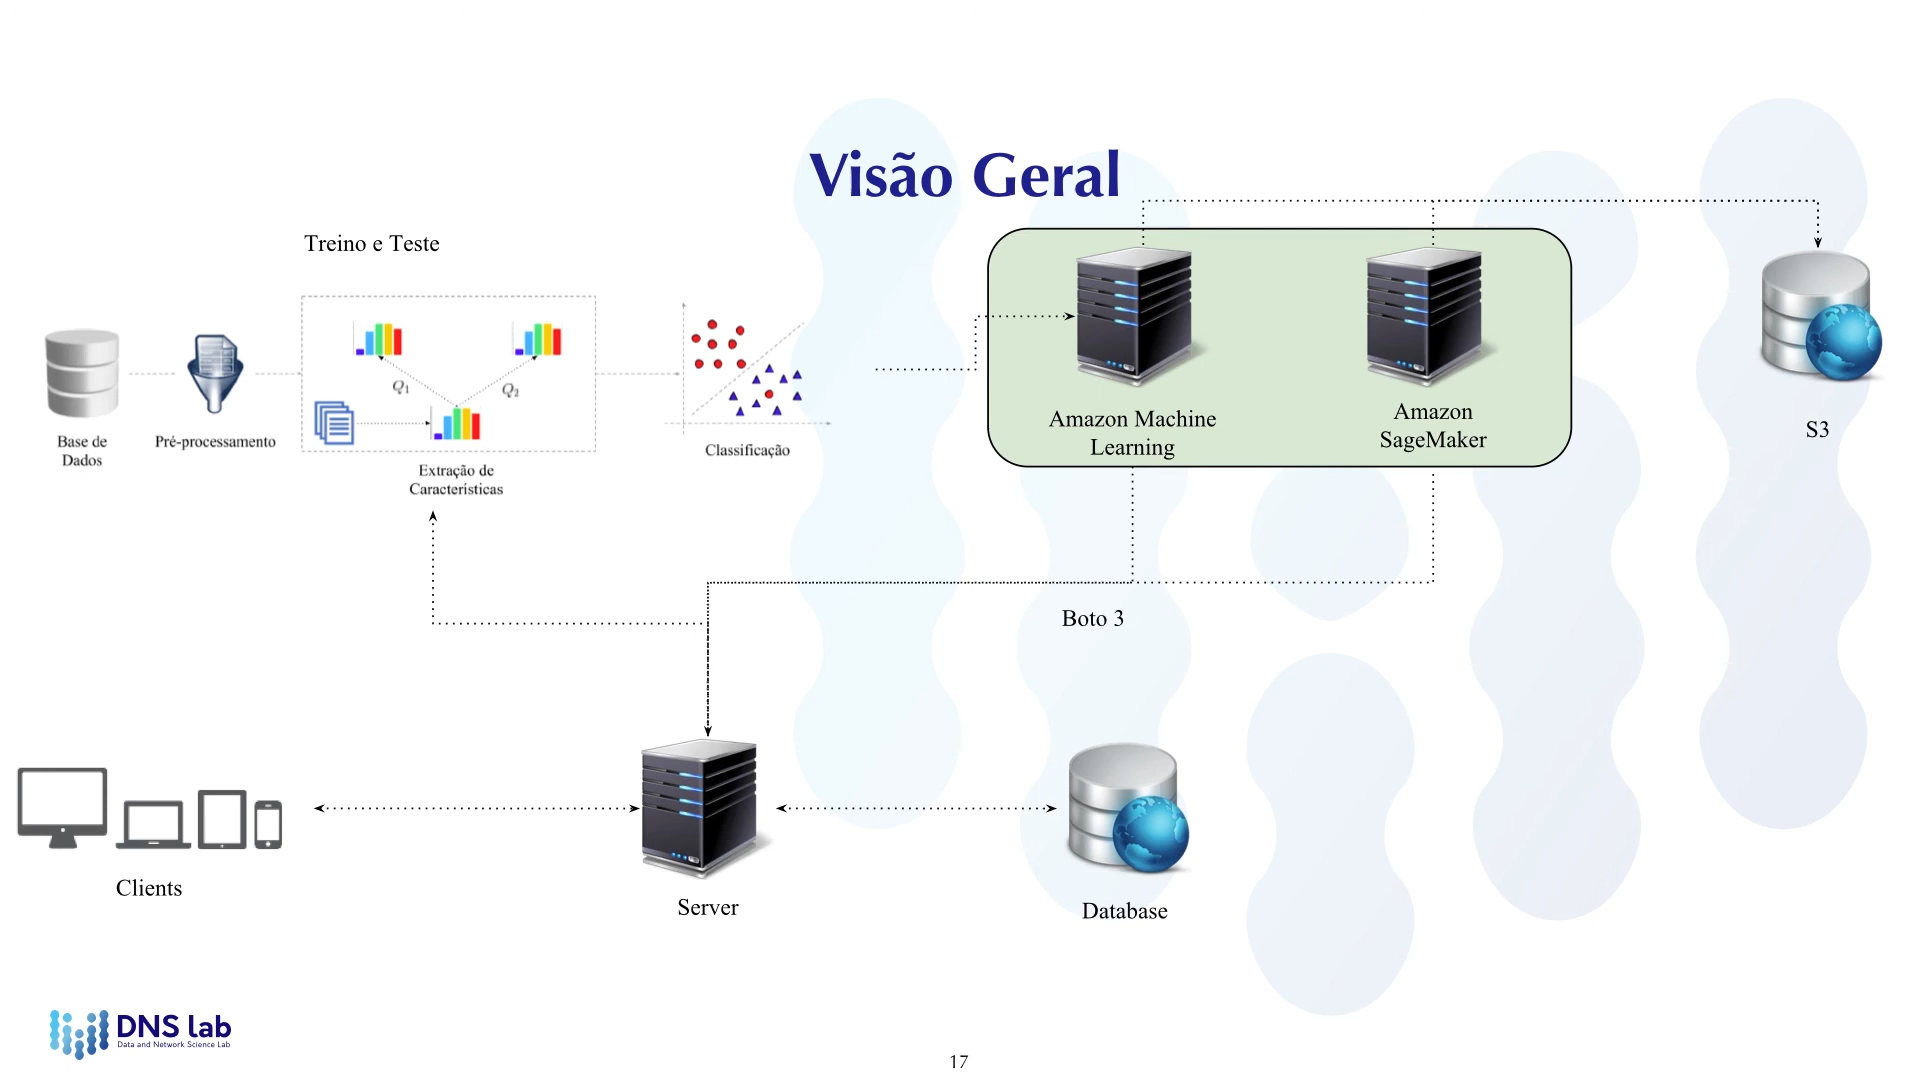 Visão Geral
Treino e Teste
Base de
Dados
Pré-processamento
Q1
Q2
Extração de
Características
Classificação
Amazon Machine
Learning
Amazon
SageMaker
S3
Boto 3
Clients
Server
Database
DNS Lab
Data and Network Science Lab
17